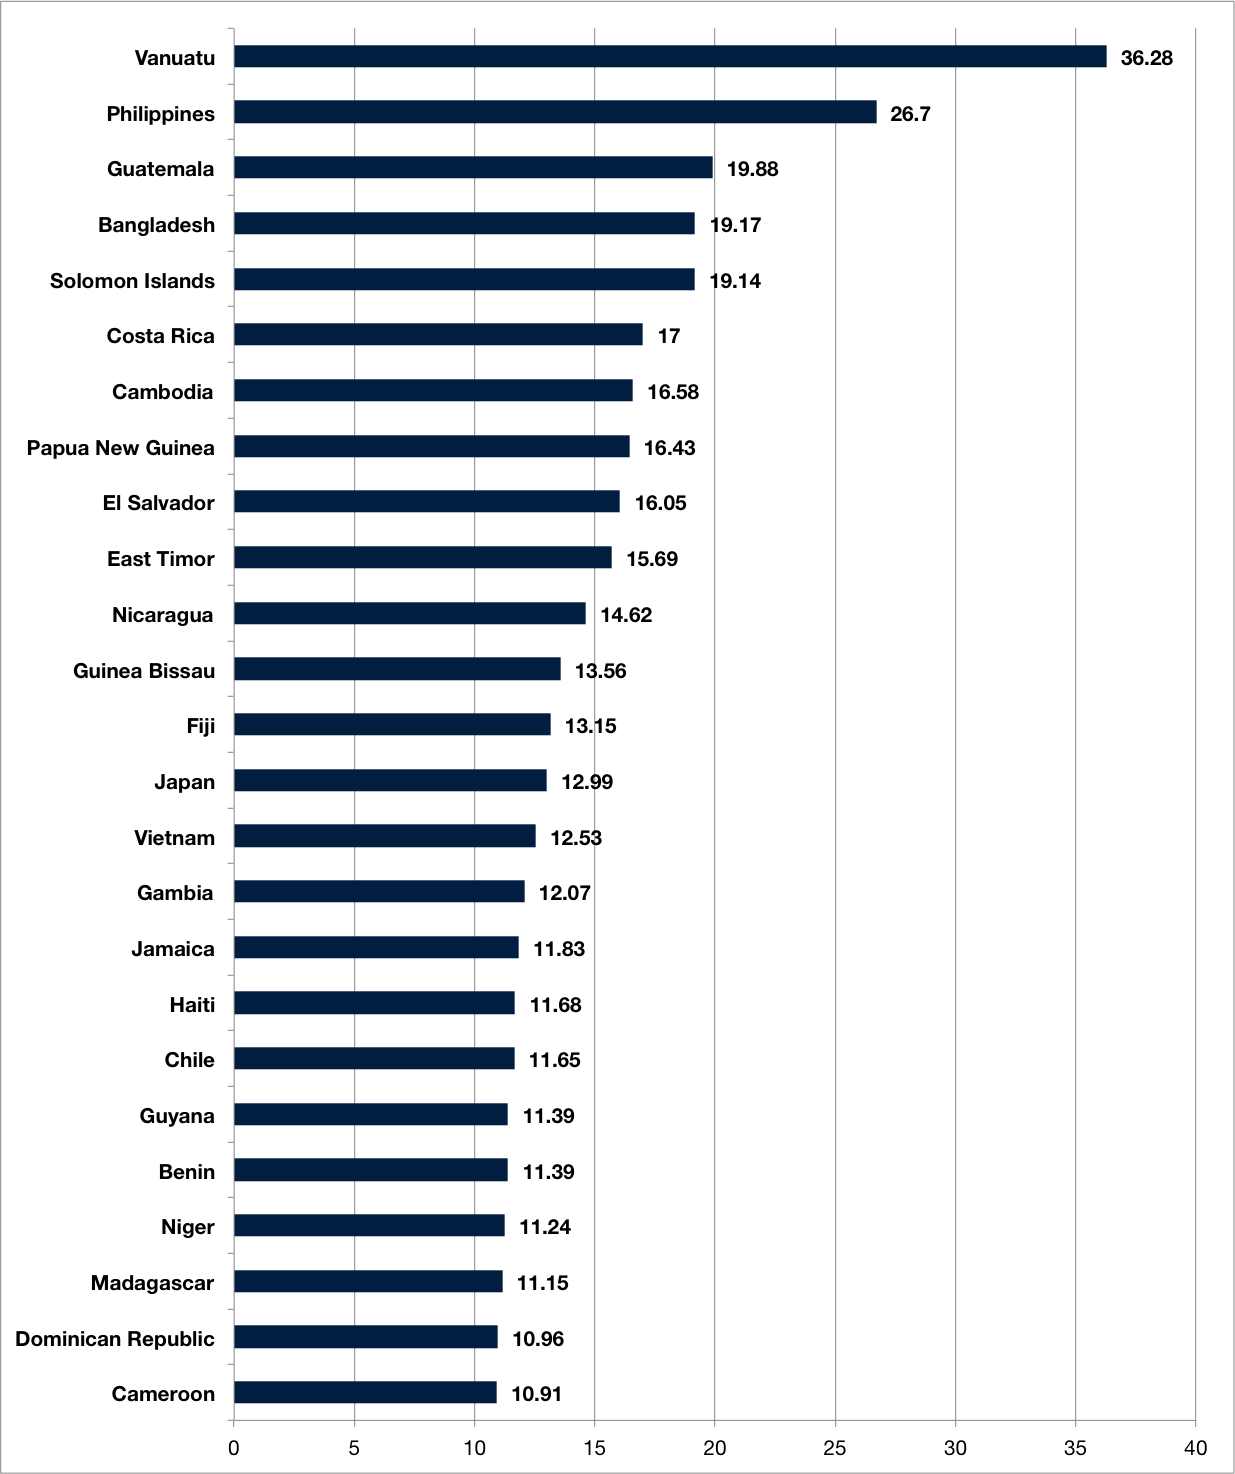 Vanuatu 36.28
Philippines 26.7
Guatemala 19.88
Bangladesh 19.17
Solomon Islands 19.14
Costa Rica 17
Cambodia 16.58
Papua New Guinea 16.43
El Salvador 16.05
East Timor 15.69
Nicaragua 14.62
Guinea Bissau 13.56
Fiji 13.15
Japan 12.99
Vietnam 12.53
Gambia 12.07
Jamaica 11.83
Haiti 11.68
Chile 11.65
Guyana 11.39
Benin 11.39
Niger 11.24
Madagascar 11.15
Dominican Republic 10.96
Cameroon 10.91
0 5 10 15 20 25 30 35 40